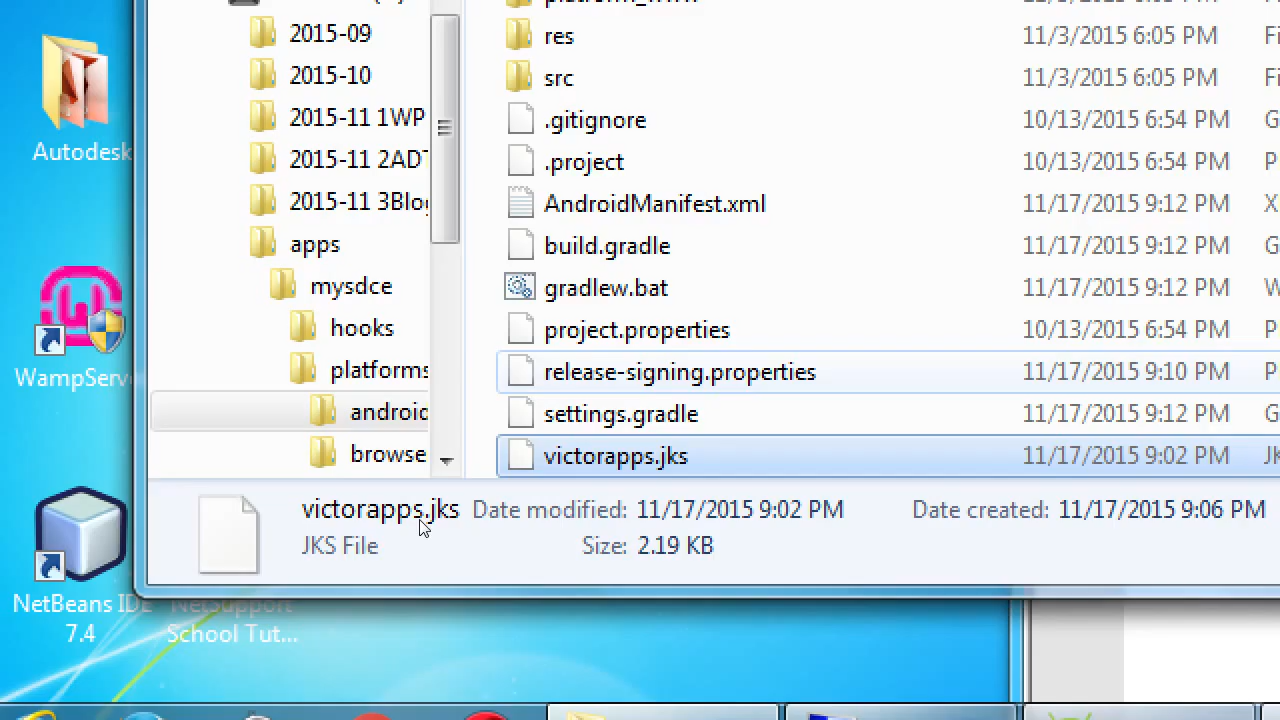 2015-09
2015-10
2015-11 1WP
2015-11 2AD
2015-11 3Blo
apps
mysdce
hooks
platforms
android
browse
res 11/3/2015 6:05 PM Fi
src 11/3/2015 6:05 PM Fi
.gitignore 10/13/2015 6:54 PM G
.project 10/13/2015 6:54 PM P
AndroidManifest.xml 11/17/2015 9:12 PM X
build.gradle 11/17/2015 9:12 PM G
gradlew.bat 11/17/2015 9:12 PM W
project.properties 10/13/2015 6:54 PM P
release-signing.properties 11/17/2015 9:10 PM P
settings.gradle 11/17/2015 9:12 PM G
victorapps.jks 11/17/2015 9:02 PM JK
victorapps.jks Date modified: 11/17/2015 9:02 PM Date created: 11/17/2015 9:06 PM
JKS File Size: 2.19 KB
Autodesk
WampServe
NetBeans IDE
7.4
NetSupport
School Tut...